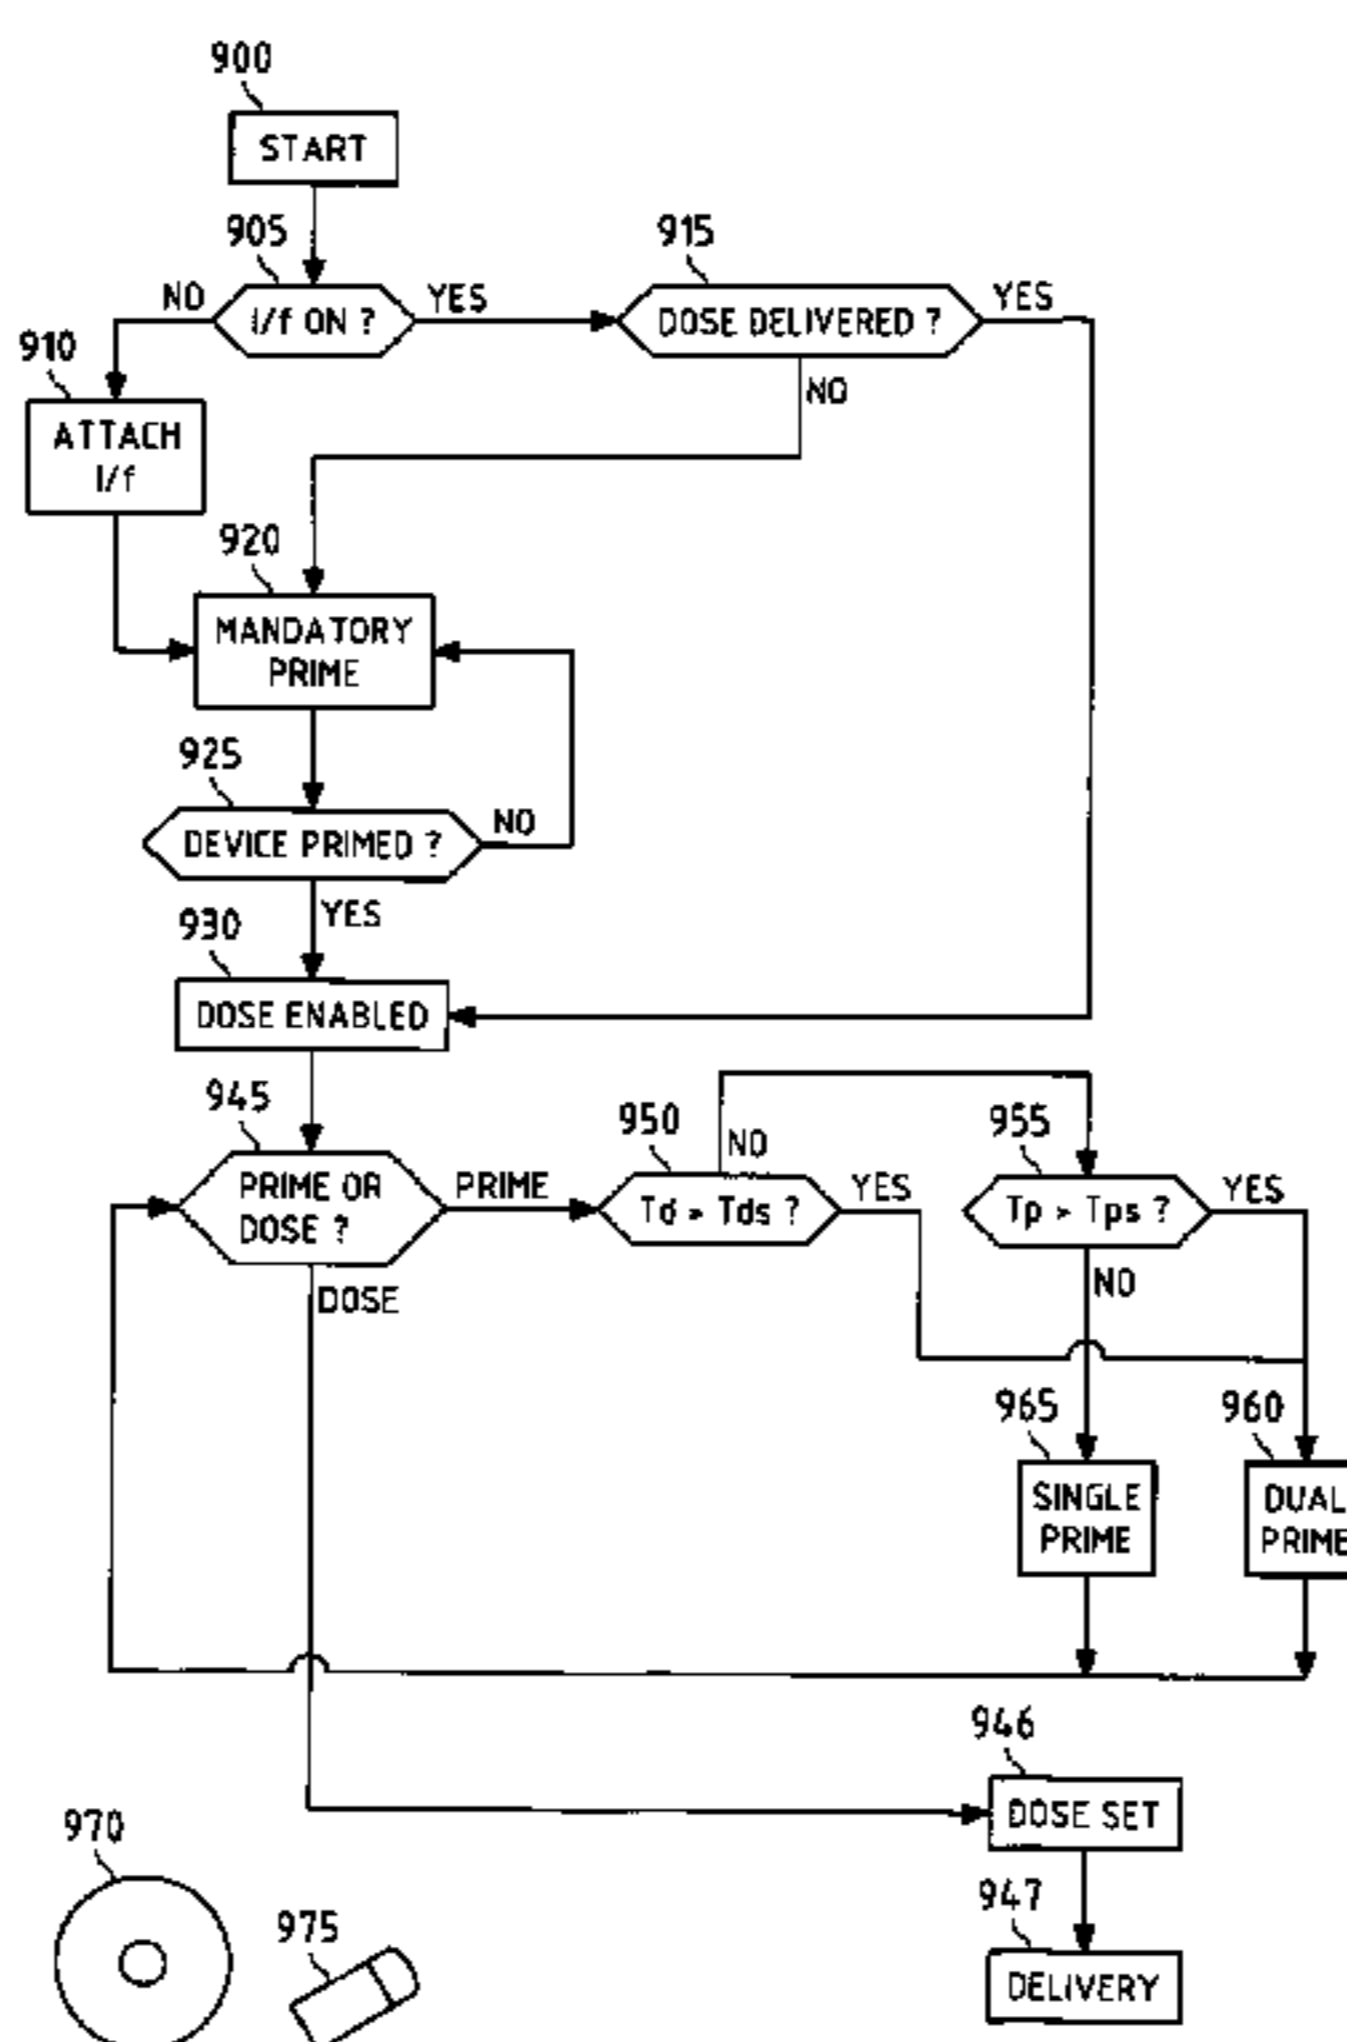 900
START
905
915
NO
I/f ON ?
YES
DOSE DELIVERED ?
YES
910
NO
ATTACH
I/f
920
MANDATORY
PRIME
925
NO
DEVICE PRIMED ?
YES
930
DOSE ENABLED
945
950
955
NO
PRIME OR
DOSE ?
PRIME
Td > Tds ?
YES
Tp > Tps ?
YES
DOSE
NO
965
960
SINGLE
PRIME
DUAL
PRIME
946
DOSE SET
970
947
975
DELIVERY